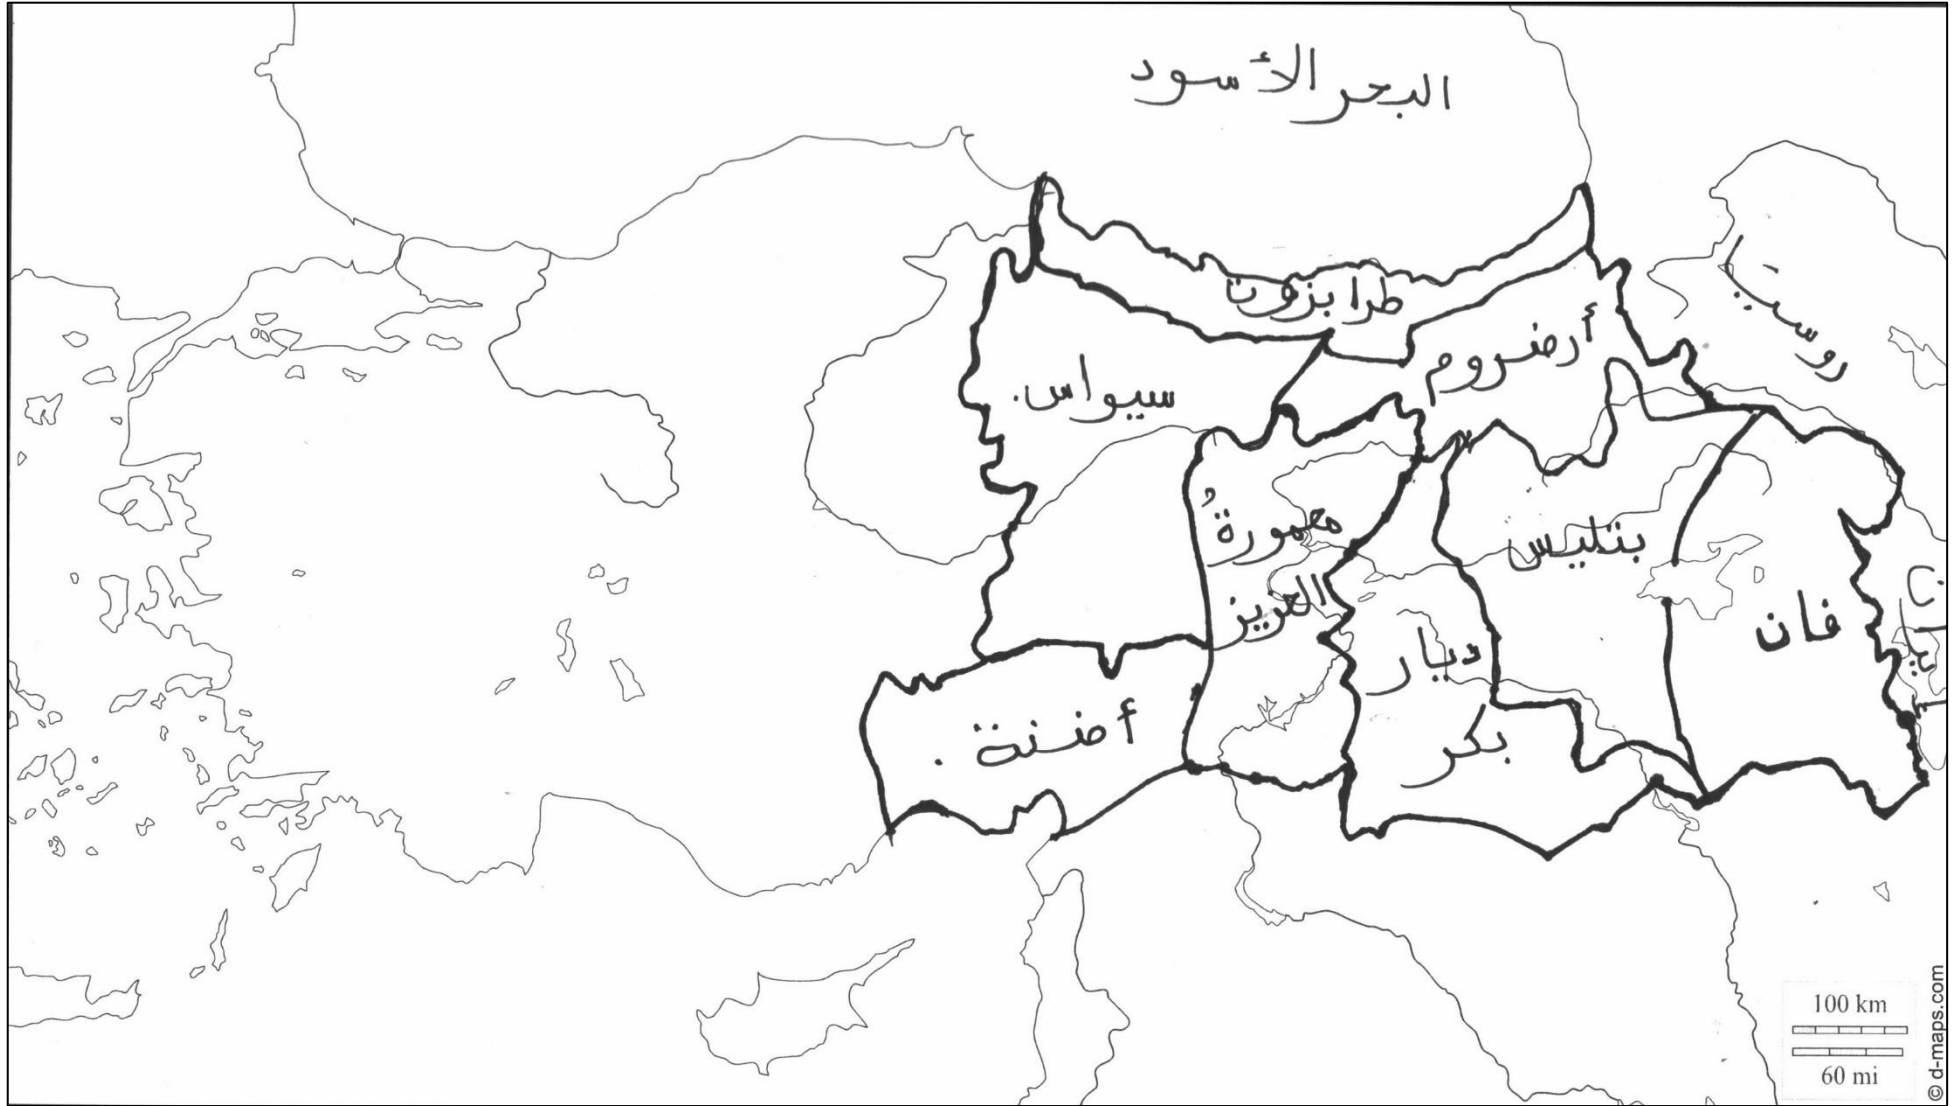 البحر الأسود
طرابزون
أرضروم
روسيا
سيواس.
معمورةُ
العزيز
بتليس
فان
ديار
بكر
أضنة.
100 km
60 mi
© d-maps.com